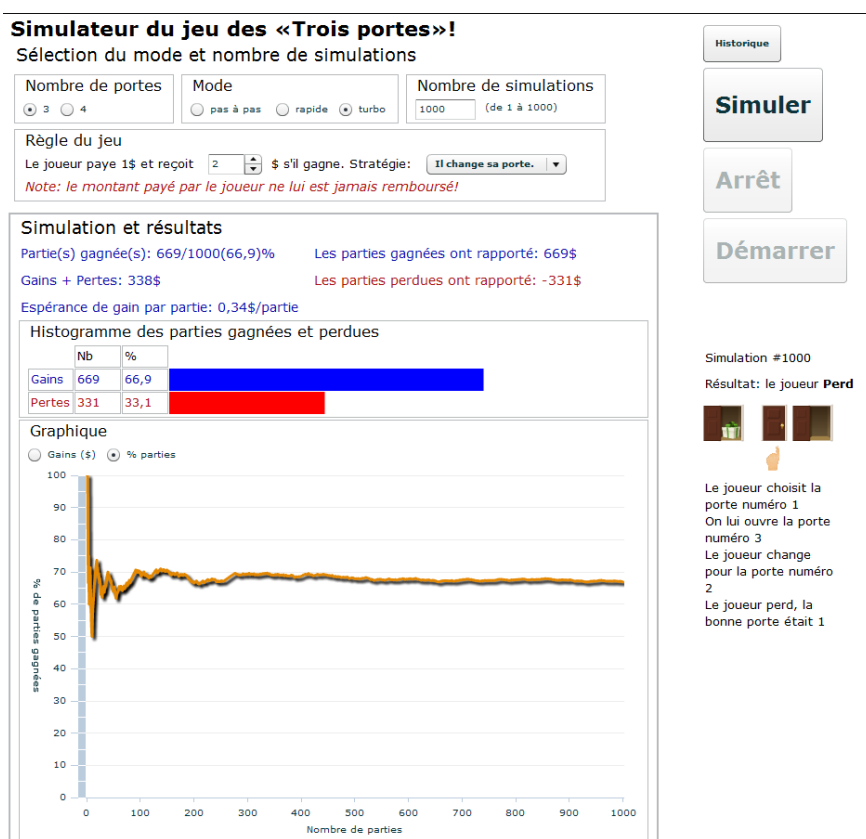 Simulateur du jeu des «Trois portes»!
Sélection du mode et nombre de simulations
Nombre de portes
3 4
Mode
pas à pas rapide turbo
Nombre de simulations
1000 (de 1 à 1000)
Règle du jeu
Le joueur paye 1$ et reçoit 2 $ s'il gagne. Stratégie: Il change sa porte.
Note: le montant payé par le joueur ne lui est jamais remboursé!
Simulation et résultats
Partie(s) gagnée(s): 669/1000(66,9)% Les parties gagnées ont rapporté: 669$
Gains + Pertes: 338$ Les parties perdues ont rapporté: -331$
Espérance de gain par partie: 0,34$/partie
Histogramme des parties gagnées et perdues
Nb %
Gains 669 66,9
Pertes 331 33,1
Graphique
Gains ($) % parties
100
90
80
70
60
50
40
30
20
10
0
% de parties gagnées
0 100 200 300 400 500 600 700 800 900 1000
Nombre de parties
Historique
Simuler
Arrêt
Démarrer
Simulation #1000
Résultat: le joueur Perd
Le joueur choisit la
porte numéro 1
On lui ouvre la porte
numéro 3
Le joueur change
pour la porte numéro
2
Le joueur perd, la
bonne porte était 1